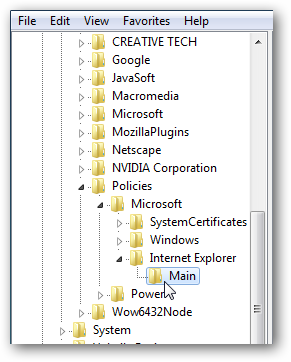 File Edit View Favorites Help
CREATIVE TECH
Google
JavaSoft
Macromedia
Microsoft
MozillaPlugins
Netscape
NVIDIA Corporation
Policies
Microsoft
SystemCertificates
Windows
Internet Explorer
Main
Power
Wow6432Node
System